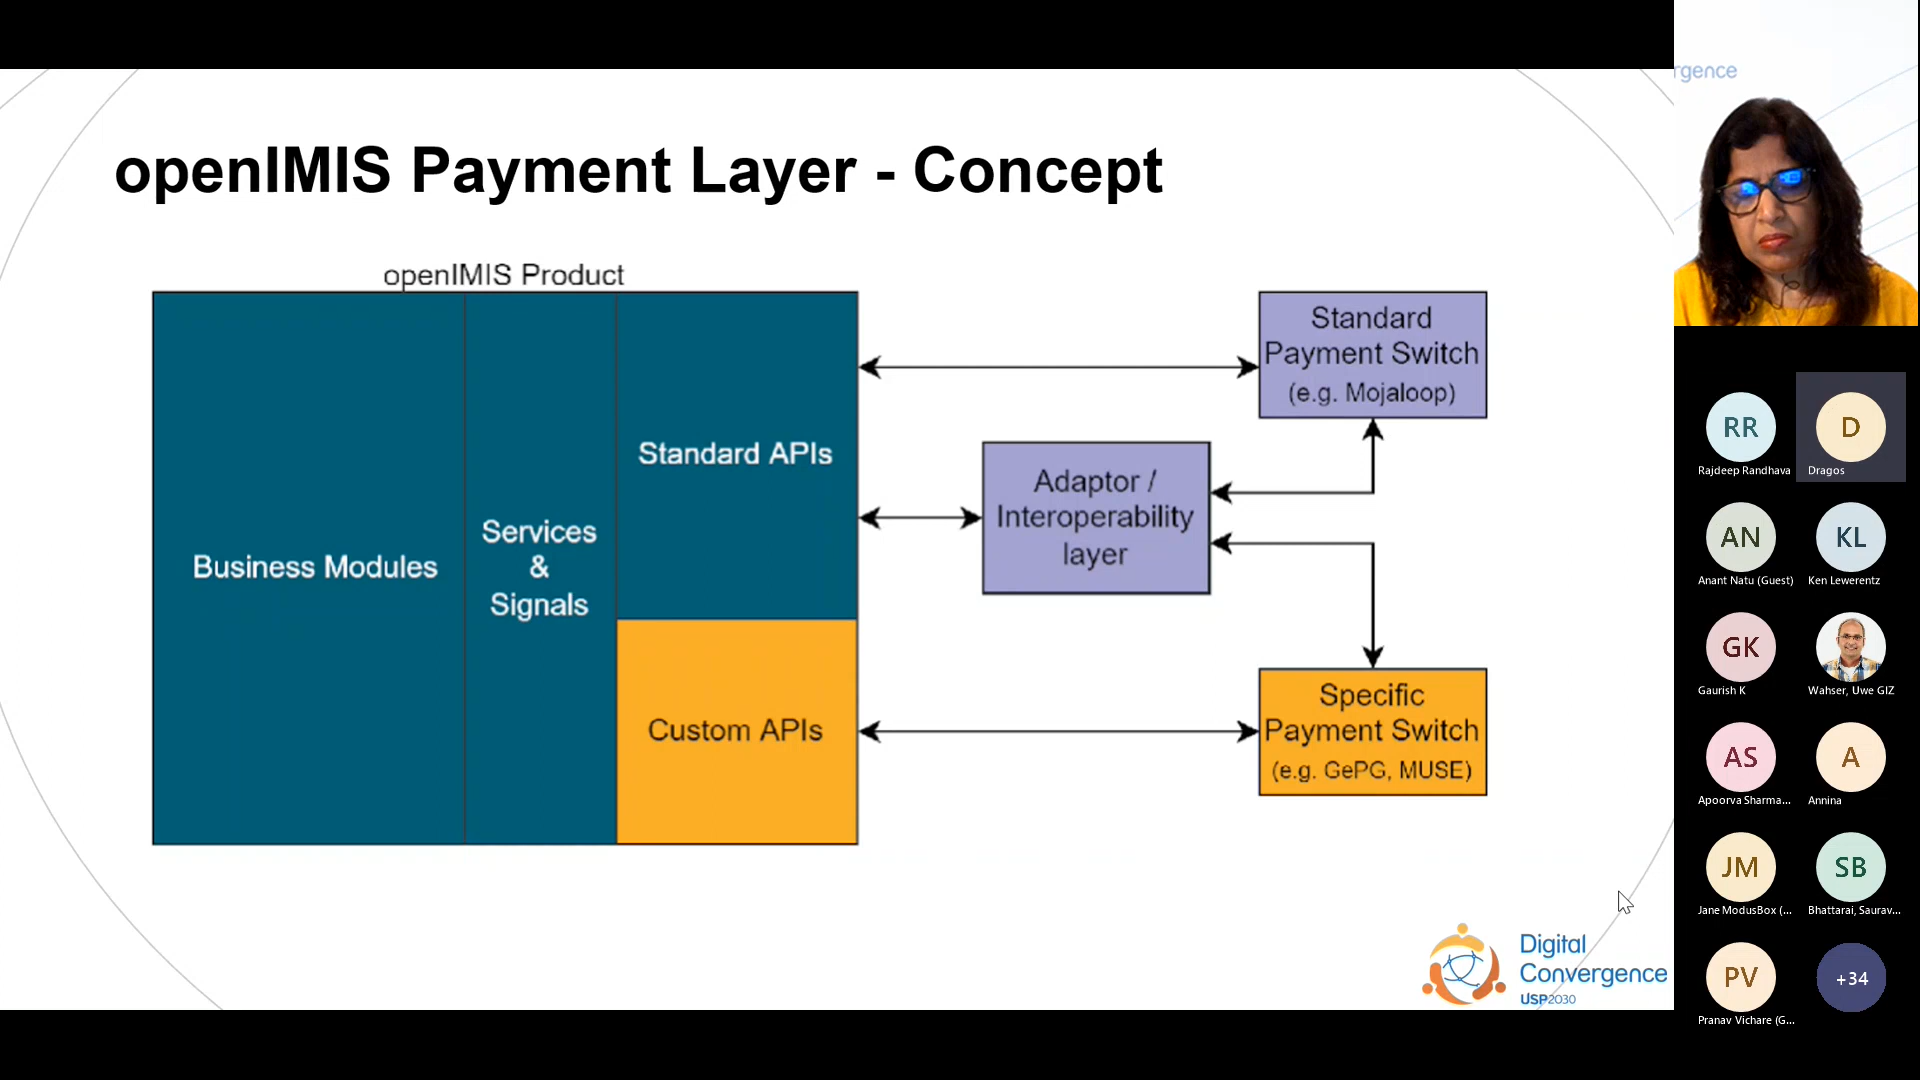 openIMIS Payment Layer - Concept
openIMIS Product
Business Modules
Services
&
Signals
Standard APIs
Custom APIs
Adaptor /
Interoperability
layer
Standard
Payment Switch
(e.g. Mojaloop)
Specific
Payment Switch
(e.g. GePG, MUSE)
Digital
Convergence
USP2030
rgence
RR
Rajdeep Randhava
D
Dragos
AN
Anant Natu (Guest)
KL
Ken Lewerentz
GK
Gaurish K
Wahser, Uwe GIZ
AS
Apoorva Sharma...
A
Annina
JM
Jane ModusBox (...
SB
Bhattarai, Saurav...
PV
Pranav Vichare (G...
+34